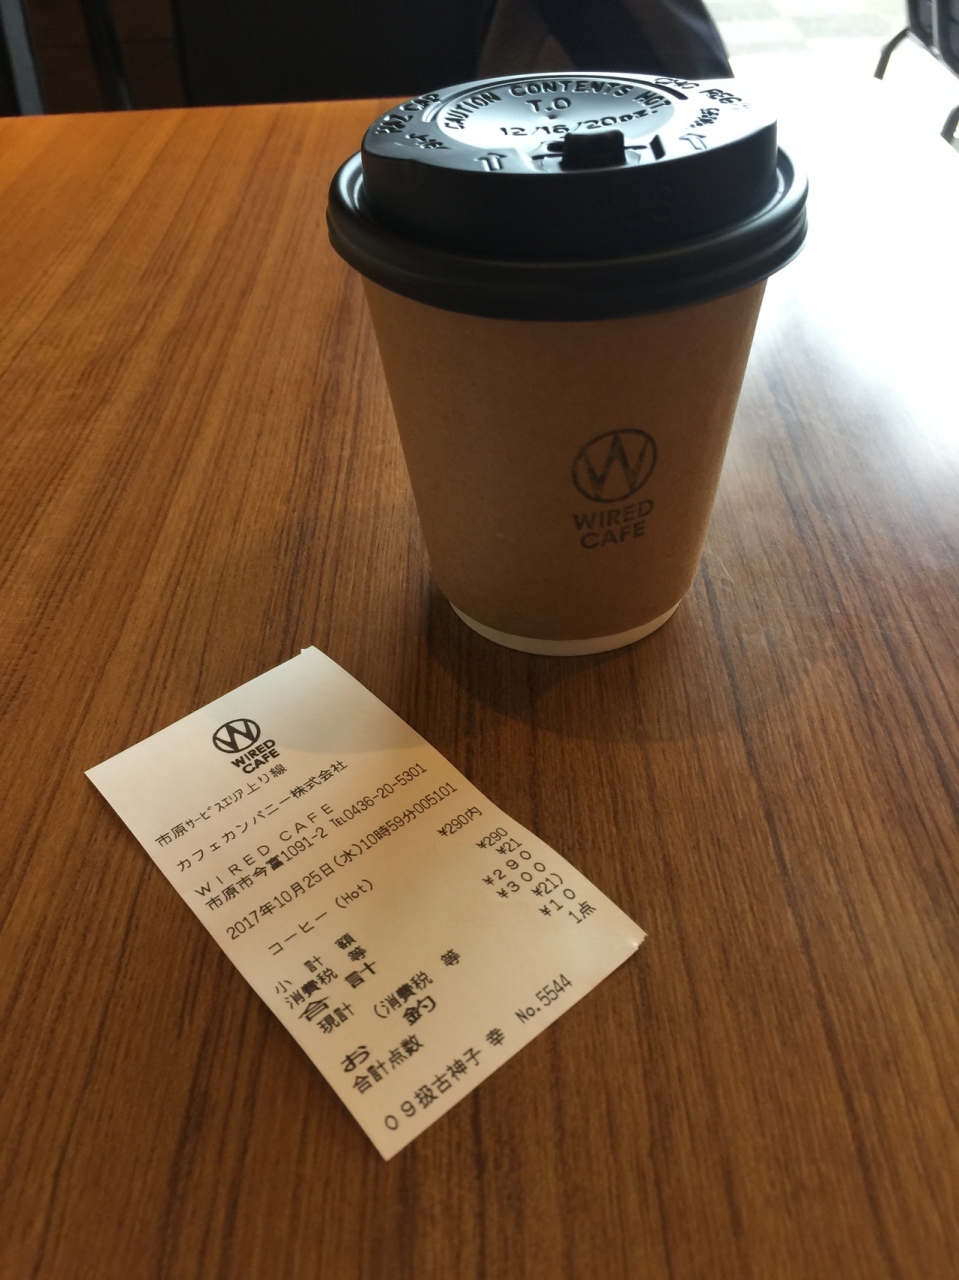 CAUTION CONTENTS HOT
T.O
12/16/20oz.
WIRED
CAFE
WIRED
CAFE
市原サービスエリア上り線
カフェカンパニー株式会社
WIRED CAFE
市原市今富1091-2 ℡0436-20-5301
2017年10月25日(水)10時59分005101
コーヒー (Hot) ¥290内
小計 ¥290
消費税額等 ¥21
合計 ¥290
現計 ¥300
(消費税等 ¥21)
お釣 ¥10
合計点数 1点
09扱古神子 幸 No.5544